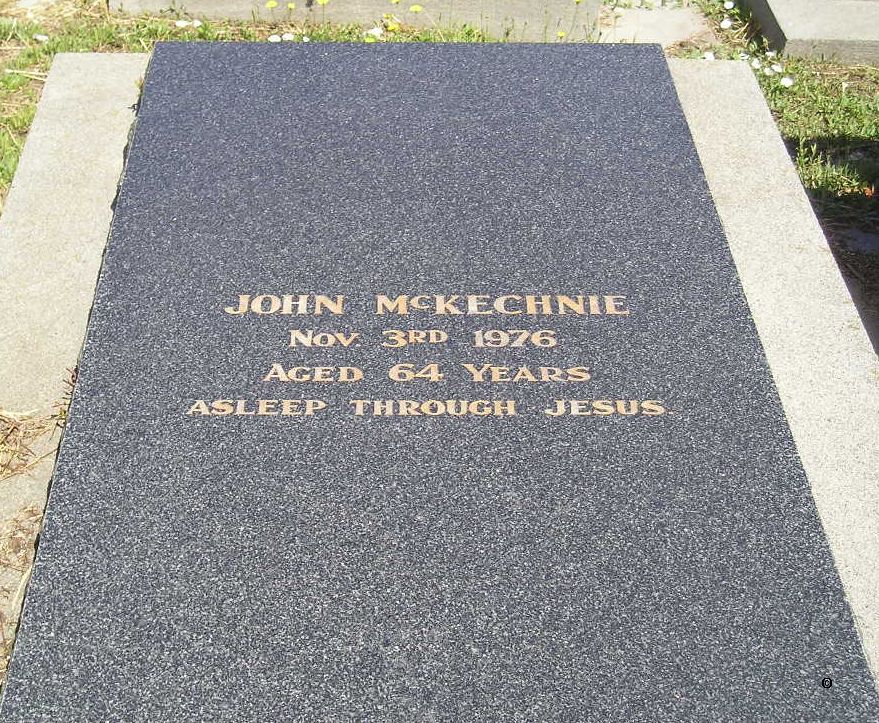 JOHN McKECHNIE
Nov 3RD 1976
AGED 64 YEARS
ASLEEP THROUGH JESUS.